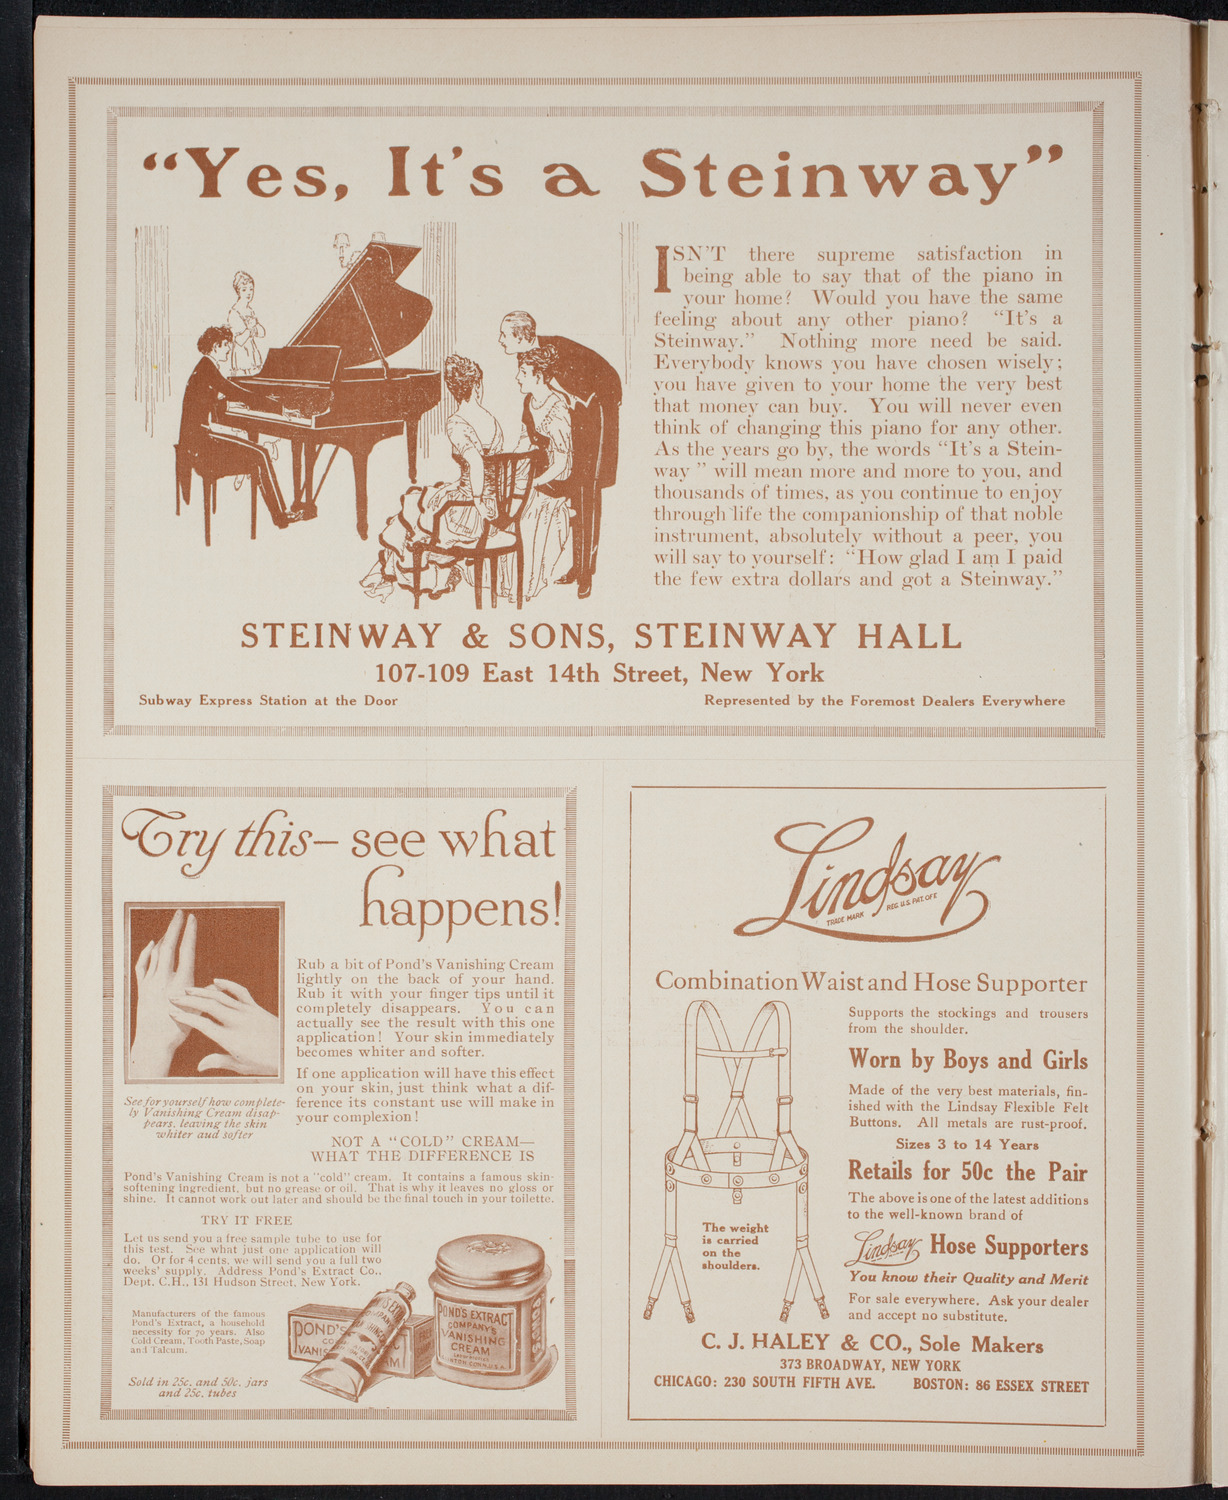 “Yes, It's a Steinway”
ISN'T there supreme satisfaction in
being able to say that of the piano in
your home? Would you have the same
feeling about any other piano? “It's a
Steinway.” Nothing more need be said.
Everybody knows you have chosen wisely;
you have given to your home the very best
that money can buy. You will never even
think of changing this piano for any other.
As the years go by, the words “It's a Stein-
way ” will mean more and more to you, and
thousands of times, as you continue to enjoy
through life the companionship of that noble
instrument, absolutely without a peer, you
will say to yourself: “How glad I am I paid
the few extra dollars and got a Steinway.”
STEINWAY & SONS, STEINWAY HALL
107-109 East 14th Street, New York
Subway Express Station at the Door
Represented by the Foremost Dealers Everywhere
Try this— see what
happens!
Rub a bit of Pond's Vanishing Cream
lightly on the back of your hand.
Rub it with your finger tips until it
completely disappears. You can
actually see the result with this one
application! Your skin immediately
becomes whiter and softer.
If one application will have this effect
on your skin, just think what a dif-
ference its constant use will make in
your complexion!
See for yourself how complete-
ly Vanishing Cream disap-
pears, leaving the skin
whiter and softer
NOT A “COLD” CREAM—
WHAT THE DIFFERENCE IS
Pond's Vanishing Cream is not a "cold" cream. It contains a famous skin-
softening ingredient, but no grease or oil. That is why it leaves no gloss or
shine. It cannot work out later and should be the final touch in your toilette.
TRY IT FREE
Let us send you a free sample tube to use for
this test. See what just one application will
do. Or for 4 cents, we will send you a full two
weeks' supply. Address Pond's Extract Co.,
Dept. C.H., 131 Hudson Street, New York.
Manufacturers of the famous
Pond's Extract, a household
necessity for 70 years. Also
Cold Cream, Tooth Paste, Soap
and Talcum.
Sold in 25c. and 50c. jars
and 25c. tubes
POND'S
POND'S EXTRACT
COMPANY'S
VANISHING
CREAM
Lindsay
TRADE MARK REG. U.S. PAT. OFF.
Combination Waist and Hose Supporter
Supports the stockings and trousers
from the shoulder.
Worn by Boys and Girls
Made of the very best materials, fin-
ished with the Lindsay Flexible Felt
Buttons. All metals are rust-proof.
Sizes 3 to 14 Years
Retails for 50c the Pair
The above is one of the latest additions
to the well-known brand of
Lindsay Hose Supporters
You know their Quality and Merit
For sale everywhere. Ask your dealer
and accept no substitute.
The weight
is carried
on the
shoulders.
C. J. HALEY & CO., Sole Makers
373 BROADWAY, NEW YORK
CHICAGO: 230 SOUTH FIFTH AVE. BOSTON: 86 ESSEX STREET